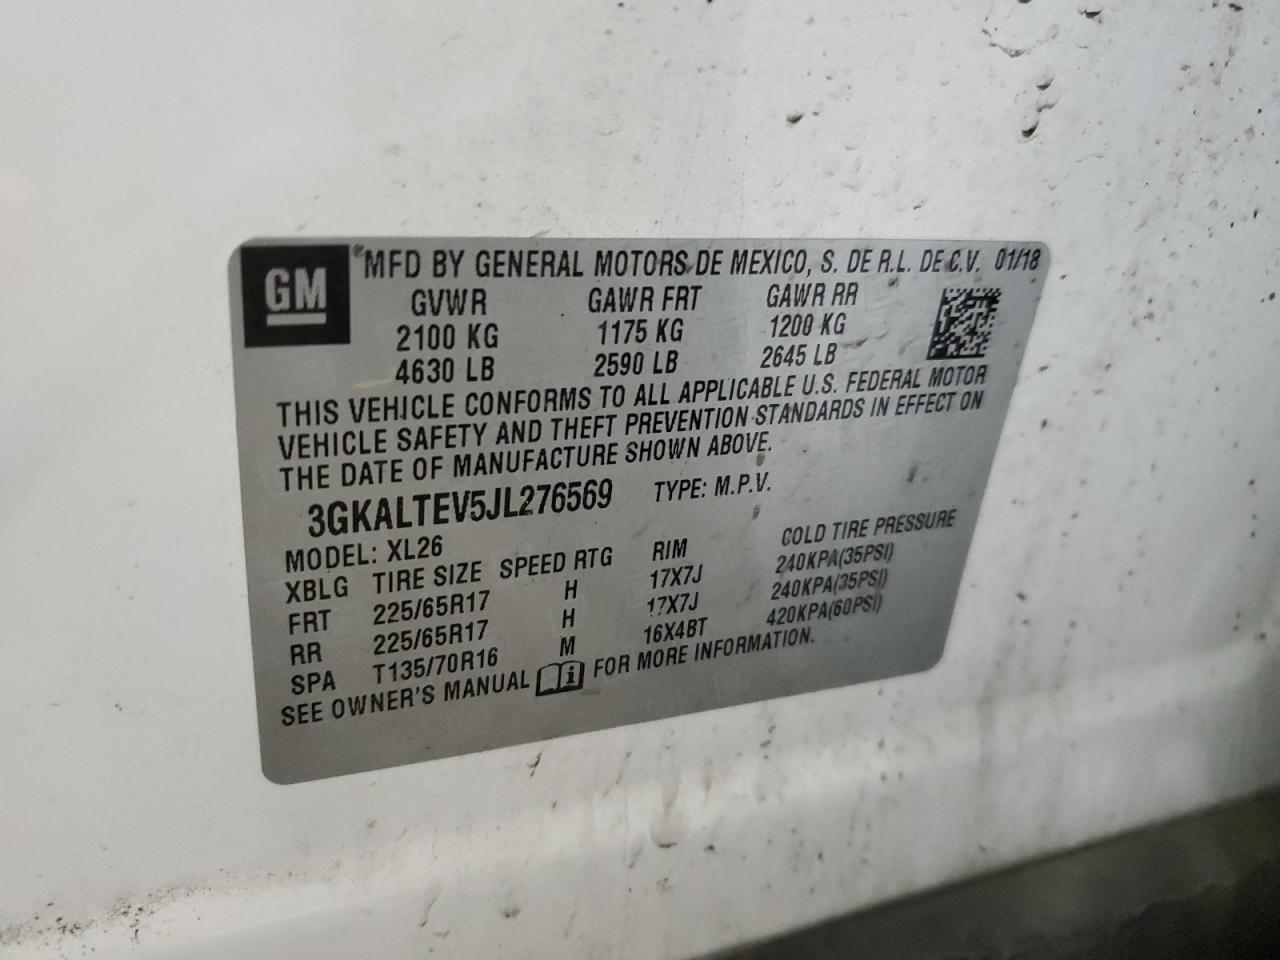 GM
®MFD BY GENERAL MOTORS DE MEXICO, S. DE R.L. DE C.V. 01/18
GVWR GAWR FRT GAWR RR
2100 KG 1175 KG 1200 KG
4630 LB 2590 LB 2645 LB
THIS VEHICLE CONFORMS TO ALL APPLICABLE U.S. FEDERAL MOTOR
VEHICLE SAFETY AND THEFT PREVENTION STANDARDS IN EFFECT ON
THE DATE OF MANUFACTURE SHOWN ABOVE.
3GKALTEV5JL276569 TYPE: M.P.V.
MODEL: XL26
XBLG TIRE SIZE SPEED RTG RIM COLD TIRE PRESSURE
FRT 225/65R17 H 17X7J 240KPA(35PSI)
RR 225/65R17 H 17X7J 240KPA(35PSI)
SPA T135/70R16 M 16X4BT 420KPA(60PSI)
SEE OWNER'S MANUAL FOR MORE INFORMATION.